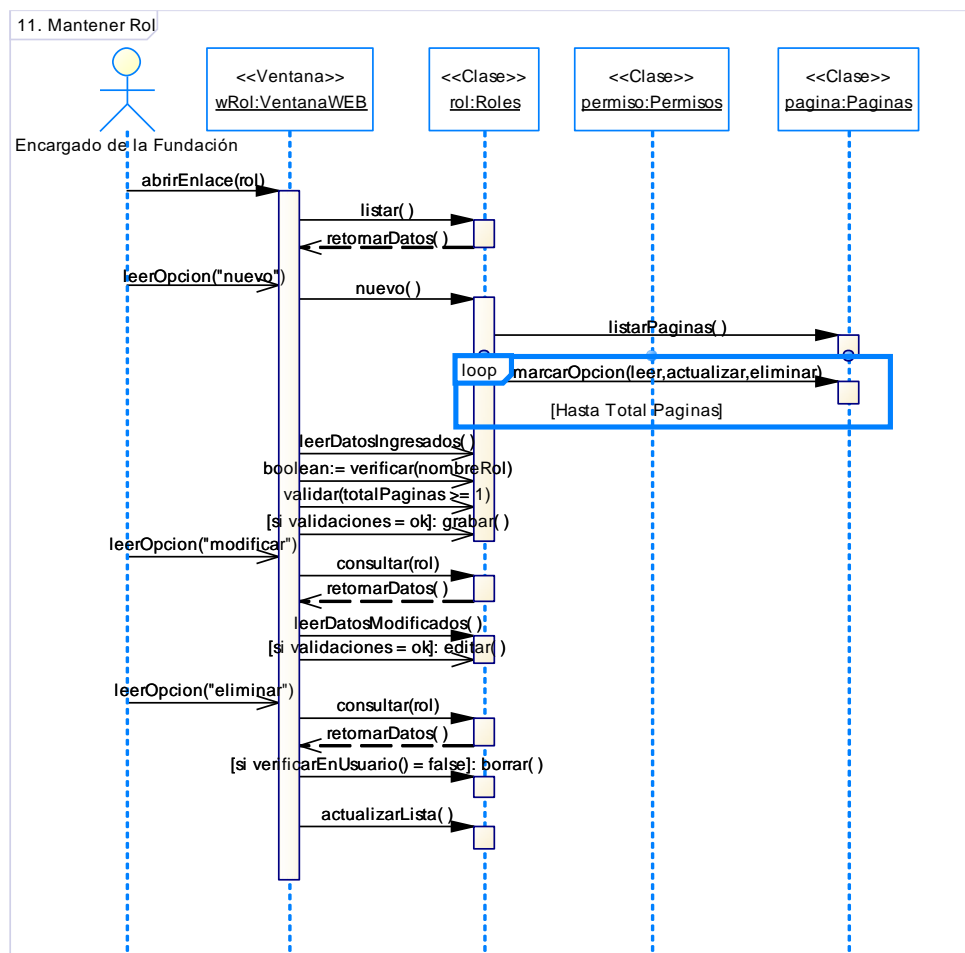 11. Mantener Rol
<<Ventana>>
wRol:VentanaWEB
<<Clase>>
rol:Roles
<<Clase>>
permiso:Permisos
<<Clase>>
pagina:Paginas
Encargado de la Fundación
abrirEnlace(rol)
listar( )
retornarDatos( )
leerOpcion("nuevo")
nuevo( )
listarPaginas( )
loop
marcarOpcion(leer,actualizar,eliminar)
[Hasta Total Paginas]
leerDatosIngresados( )
boolean:= verificar(nombreRol)
validar(totalPaginas >= 1)
[si validaciones = ok]: grabar( )
leerOpcion("modificar")
consultar(rol)
retornarDatos( )
leerDatosModificados( )
[si validaciones = ok]: editar( )
leerOpcion("eliminar")
consultar(rol)
retornarDatos( )
[si verificarEnUsuario() = false]: borrar( )
actualizarLista( )